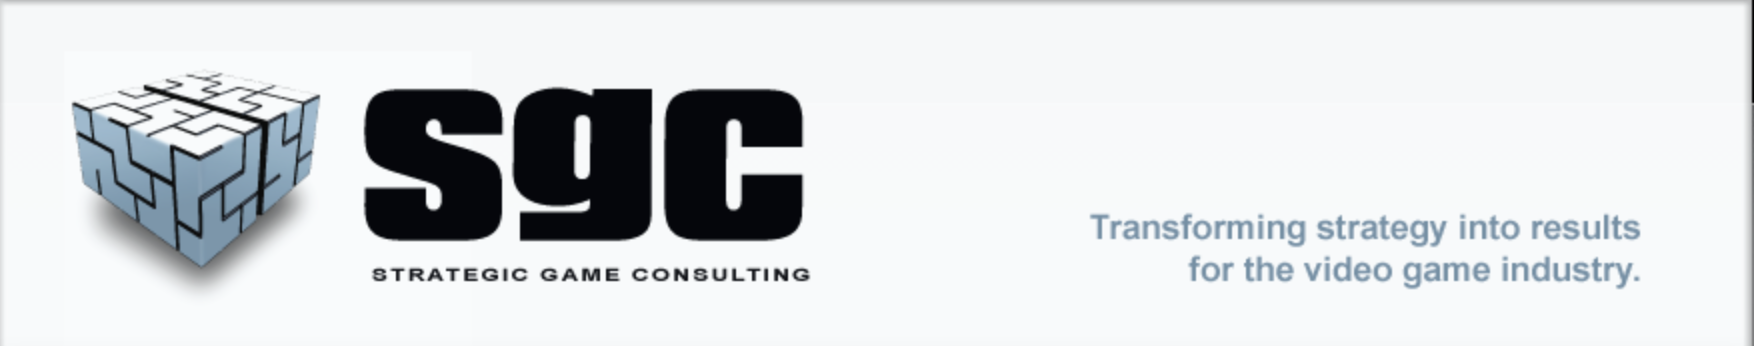 sgc
STRATEGIC GAME CONSULTING
Transforming strategy into results
for the video game industry.